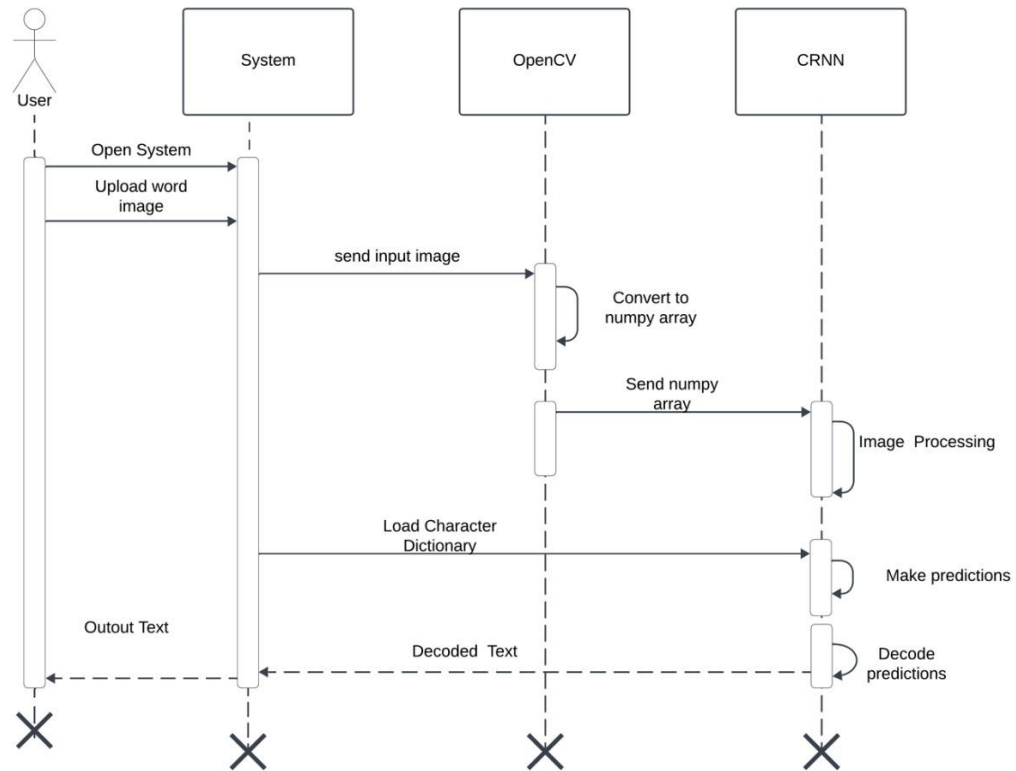 User
System
OpenCV
CRNN
Open System
Upload word
image
send input image
Convert to
numpy array
Send numpy
array
Image Processing
Load Character
Dictionary
Make predictions
Outout Text
Decoded Text
Decode
predictions